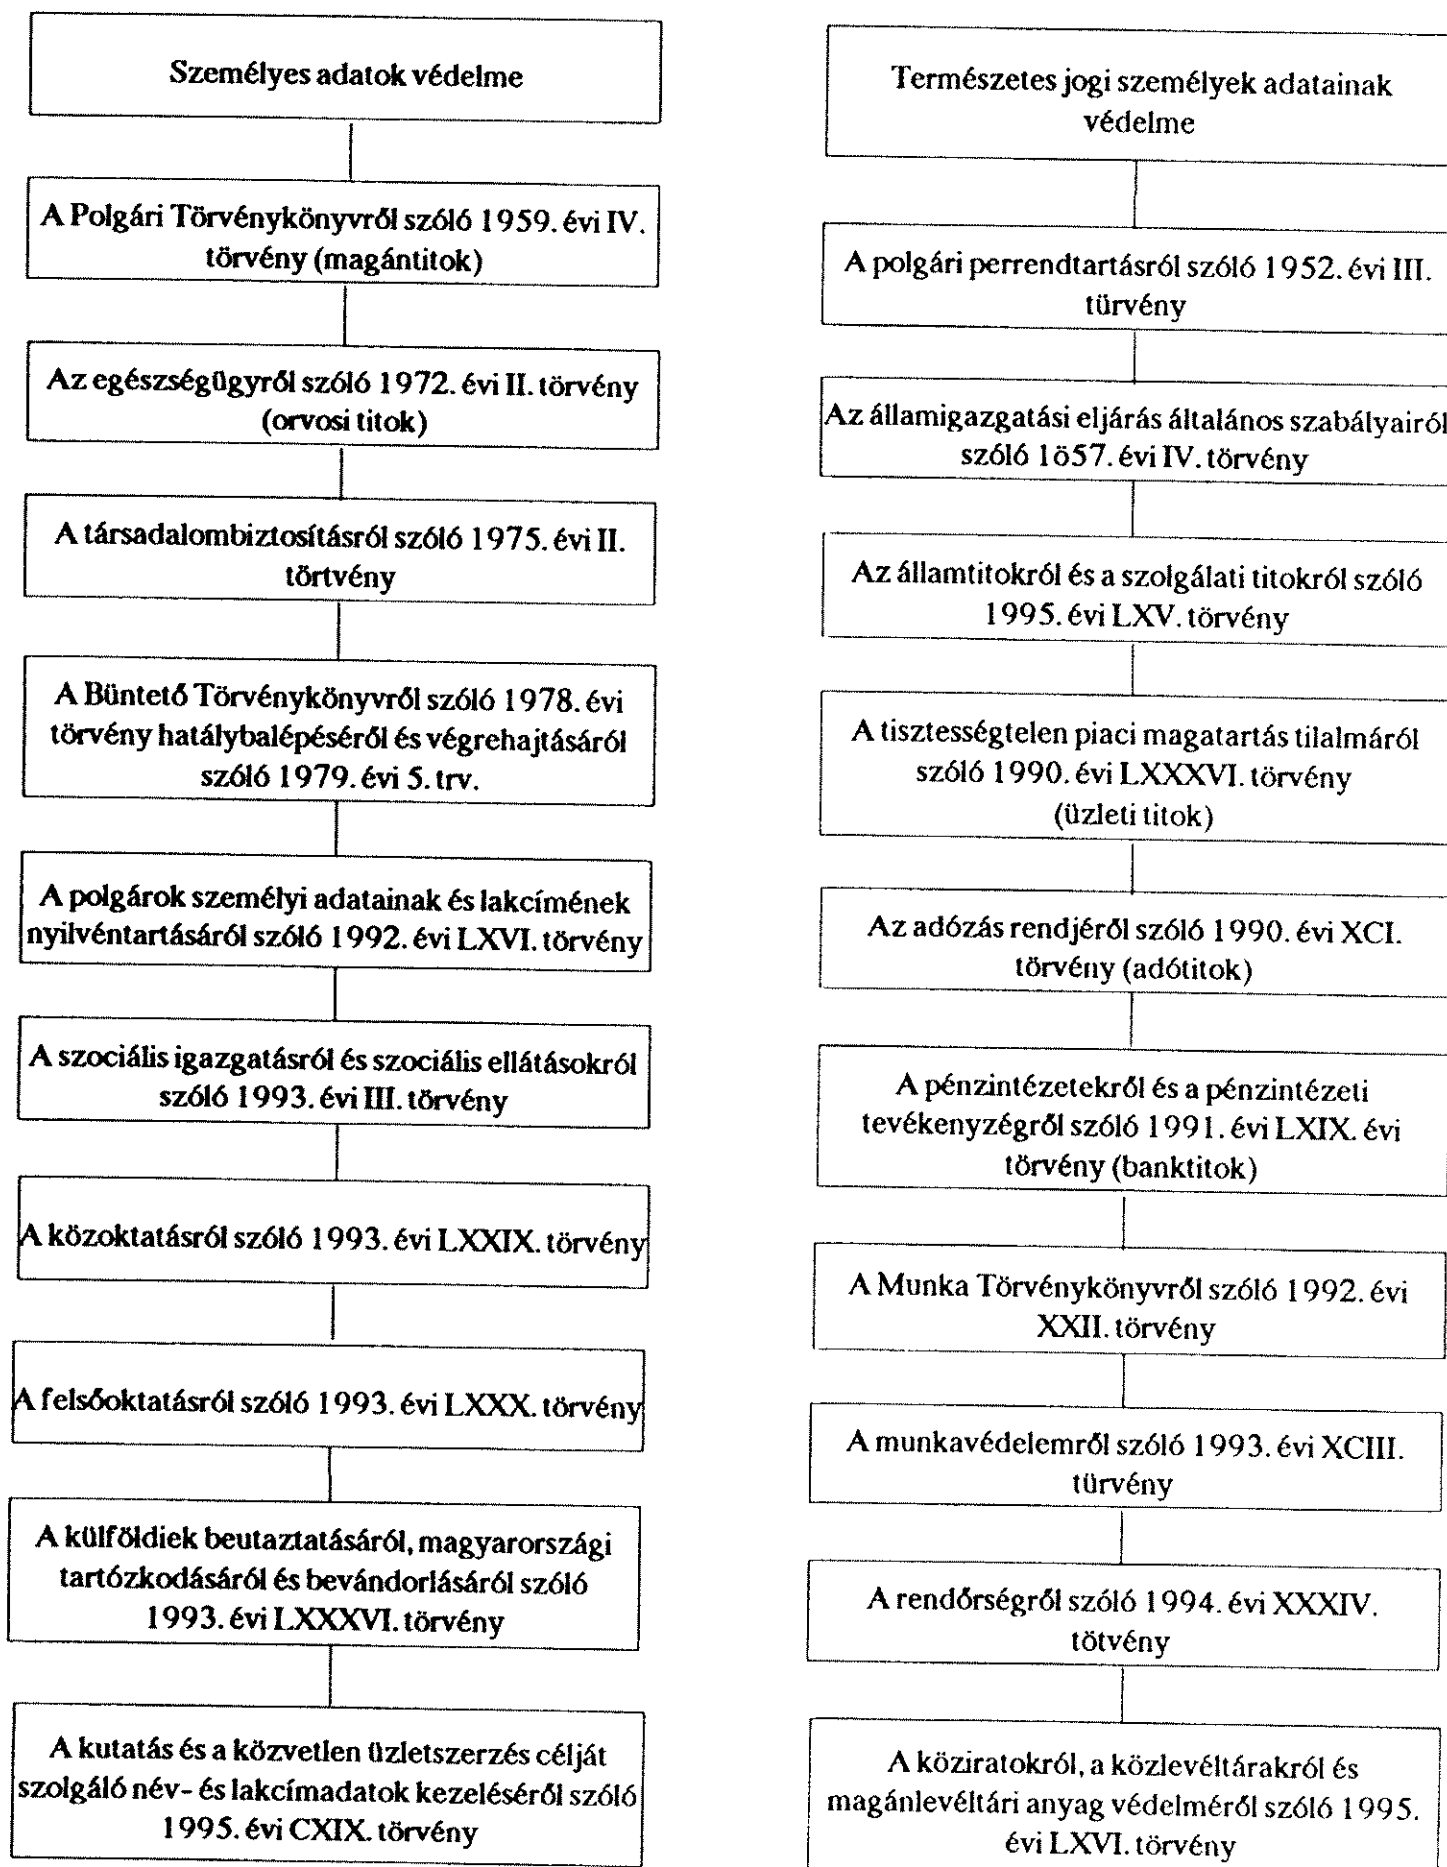 Személyes adatok védelme
A Polgári Törvénykönyvről szóló 1959. évi IV.
törvény (magántitok)
Az egészségügyről szóló 1972. évi II. törvény
(orvosi titok)
A társadalombiztosításról szóló 1975. évi II.
törtvény
A Büntető Törvénykönyvről szóló 1978. évi
törvény hatálybalépéséről és végrehajtásáról
szóló 1979. évi 5. trv.
A polgárok személyi adatainak és lakcímének
nyilvéntartásáról szóló 1992. évi LXVI. törvény
A szociális igazgatásról és szociális ellátásokról
szóló 1993. évi III. törvény
A közoktatásról szóló 1993. évi LXXIX. törvény
A felsőoktatásról szóló 1993. évi LXXX. törvény
A külföldiek beutaztatásáról, magyarországi
tartózkodásáról és bevándorlásáról szóló
1993. évi LXXXVI. törvény
A kutatás és a közvetlen üzletszerzés célját
szolgáló név- és lakcímadatok kezeléséről szóló
1995. évi CXIX. törvény
Természetes jogi személyek adatainak
védelme
A polgári perrendtartásról szóló 1952. évi III.
türvény
Az államigazgatási eljárás általános szabályairól
szóló 1ö57. évi IV. törvény
Az államtitokról és a szolgálati titokról szóló
1995. évi LXV. törvény
A tisztességtelen piaci magatartás tilalmáról
szóló 1990. évi LXXXVI. törvény
(üzleti titok)
Az adózás rendjéről szóló 1990. évi XCI.
törvény (adótitok)
A pénzintézetekről és a pénzintézeti
tevékenyzégről szóló 1991. évi LXIX. évi
törvény (banktitok)
A Munka Törvénykönyvről szóló 1992. évi
XXII. törvény
A munkavédelemről szóló 1993. évi XCIII.
türvény
A rendőrségről szóló 1994. évi XXXIV.
tötvény
A köziratokról, a közlevéltárakról és
magánlevéltári anyag védelméről szóló 1995.
évi LXVI. törvény